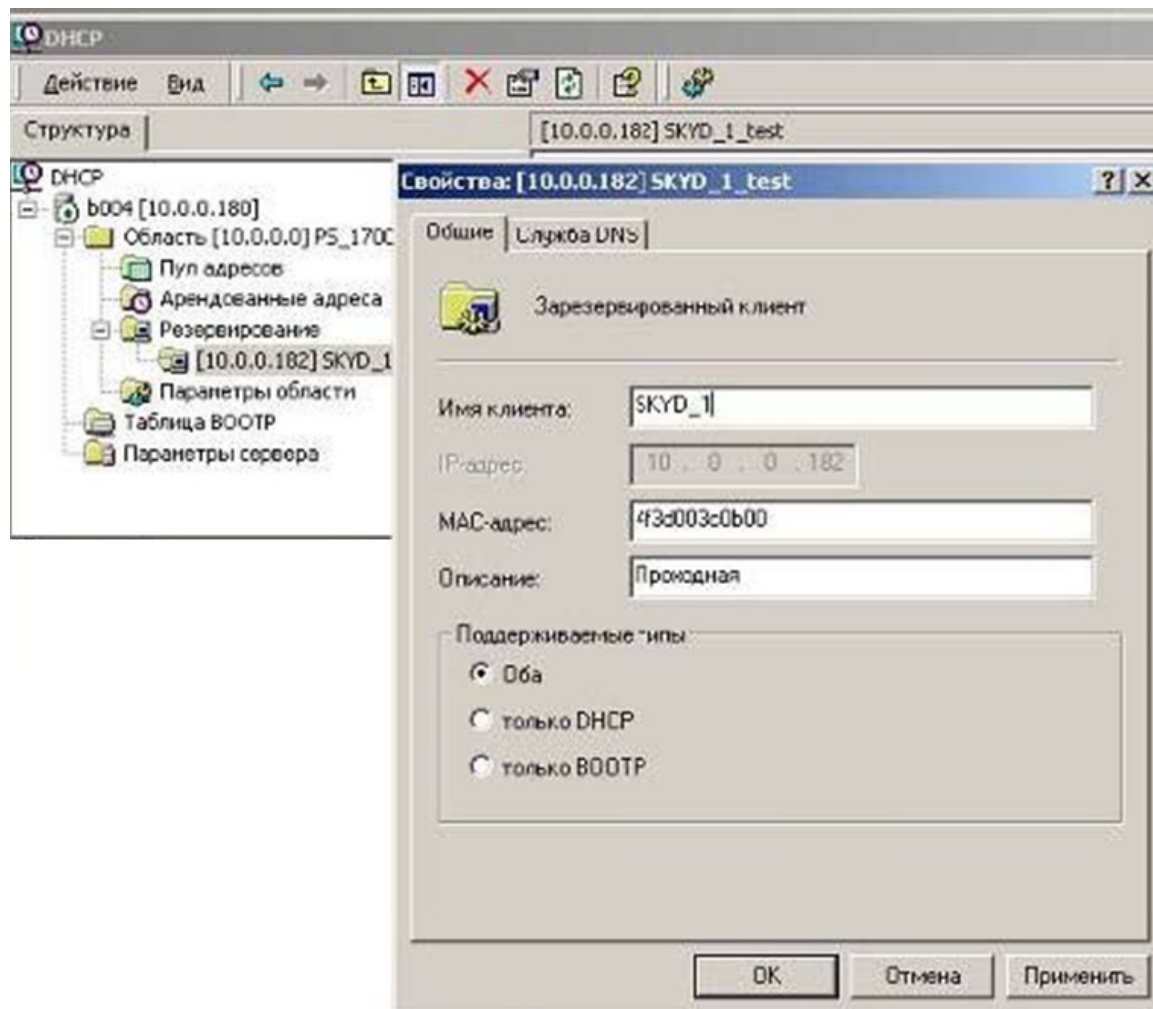 DHCP
Действие Вид
Структура
[10.0.0.182] SKYD_1_test
DHCP
b004 [10.0.0.180]
Область [10.0.0.0] PS_1700
Пул адресов
Арендованные адреса
Резервирование
[10.0.0.182] SKYD_1
Параметры области
Таблица BOOTP
Параметры сервера
Свойства: [10.0.0.182] SKYD_1_test
Общие Служба DNS
Зарезервированный клиент
Имя клиента: SKYD_1
IP-адрес: 10 . 0 . 0 . 182
MAC-адрес: 4f3d003c0b00
Описание: Проходная
Поддерживаемые типы
Оба
только DHCP
только BOOTP
OK Отмена Применить